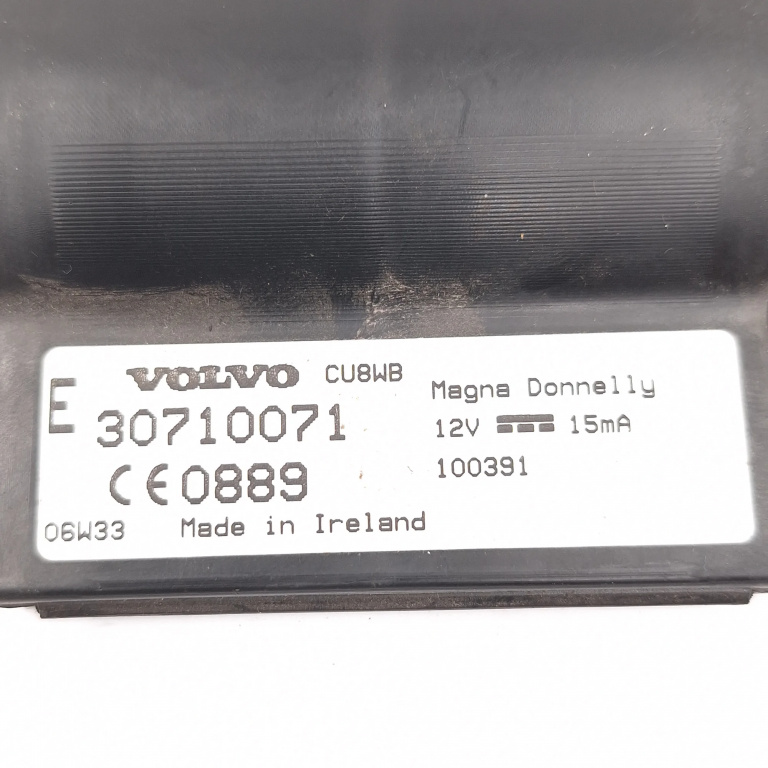 E VOLVO CU8WB
30710071
CE0889
06W33 Made in Ireland
Magna Donnelly
12V ⎓ 15mA
100391